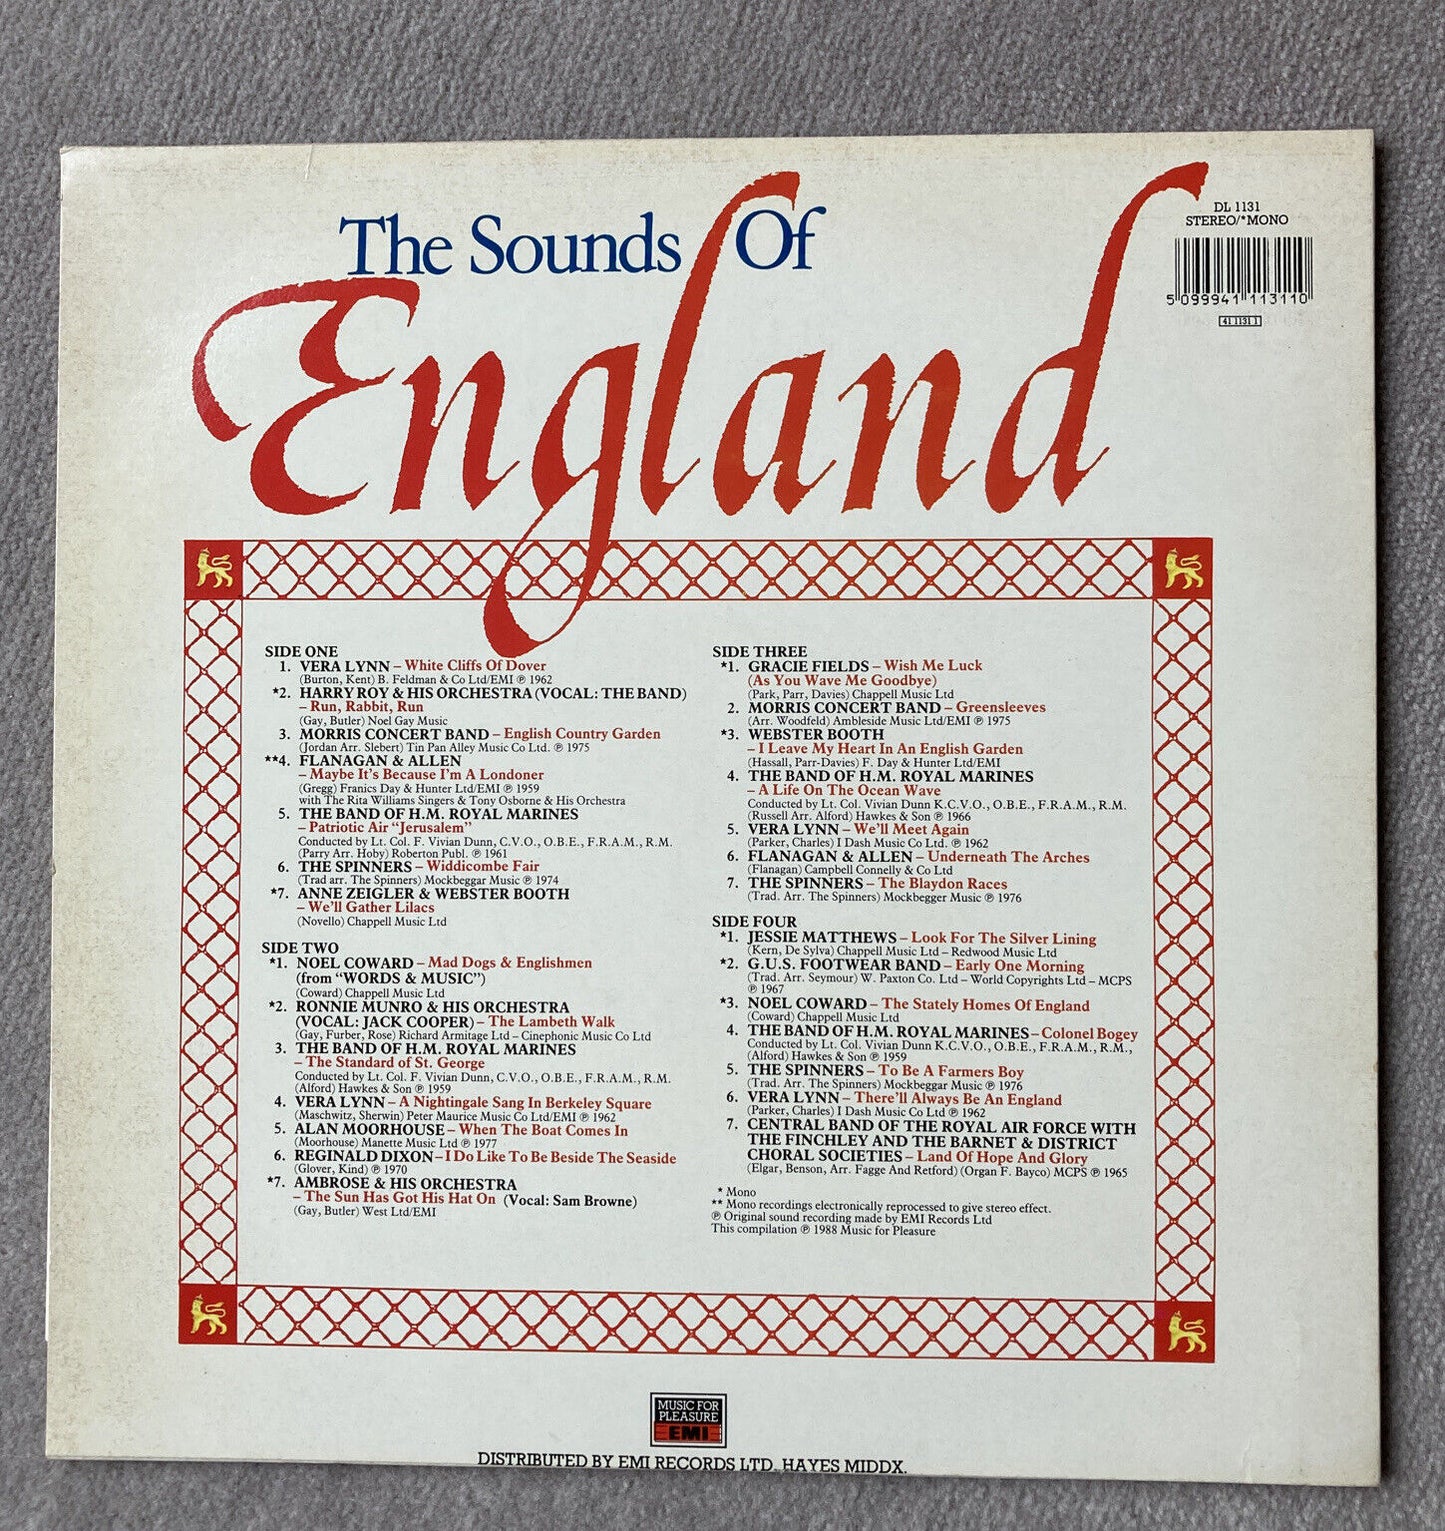 The Sounds Of
England
DL 1131
STEREO/*MONO
5 099941 113110
41 1131 1
SIDE ONE
1. VERA LYNN – White Cliffs Of Dover
(Burton, Kent) B. Feldman & Co Ltd/EMI ℗ 1962
*2. HARRY ROY & HIS ORCHESTRA (VOCAL: THE BAND)
– Run, Rabbit, Run
(Gay, Butler) Noel Gay Music
3. MORRIS CONCERT BAND – English Country Garden
(Jordan Arr. Slebert) Tin Pan Alley Music Co Ltd. ℗ 1975
**4. FLANAGAN & ALLEN
– Maybe It's Because I'm A Londoner
(Gregg) Franics Day & Hunter Ltd/EMI ℗ 1959
with The Rita Williams Singers & Tony Osborne & His Orchestra
5. THE BAND OF H.M. ROYAL MARINES
– Patriotic Air "Jerusalem"
Conducted by Lt. Col. F. Vivian Dunn, C.V.O., O.B.E., F.R.A.M., R.M.
(Parry Arr. Hoby) Roberton Publ. ℗ 1961
6. THE SPINNERS – Widdicombe Fair
(Trad arr. The Spinners) Mockbeggar Music ℗ 1974
*7. ANNE ZEIGLER & WEBSTER BOOTH
– We'll Gather Lilacs
(Novello) Chappell Music Ltd
SIDE TWO
*1. NOEL COWARD – Mad Dogs & Englishmen
(from "WORDS & MUSIC")
(Coward) Chappell Music Ltd
*2. RONNIE MUNRO & HIS ORCHESTRA
(VOCAL: JACK COOPER) – The Lambeth Walk
(Gay, Furber, Rose) Richard Armitage Ltd – Cinephonic Music Co Ltd
3. THE BAND OF H.M. ROYAL MARINES
– The Standard of St. George
Conducted by Lt. Col. F. Vivian Dunn, C.V.O., O.B.E., F.R.A.M., R.M.
(Alford) Hawkes & Son ℗ 1959
4. VERA LYNN – A Nightingale Sang In Berkeley Square
(Maschwitz, Sherwin) Peter Maurice Music Co Ltd/EMI ℗ 1962
5. ALAN MOORHOUSE – When The Boat Comes In
(Moorhouse) Manette Music Ltd ℗ 1977
6. REGINALD DIXON – I Do Like To Be Beside The Seaside
(Glover, Kind) ℗ 1970
*7. AMBROSE & HIS ORCHESTRA
– The Sun Has Got His Hat On (Vocal: Sam Browne)
(Gay, Butler) West Ltd/EMI
SIDE THREE
*1. GRACIE FIELDS – Wish Me Luck
(As You Wave Me Goodbye)
(Park, Parr, Davies) Chappell Music Ltd
2. MORRIS CONCERT BAND – Greensleeves
(Arr. Woodfeld) Ambleside Music Ltd/EMI ℗ 1975
*3. WEBSTER BOOTH
– I Leave My Heart In An English Garden
(Hassall, Parr-Davies) F. Day & Hunter Ltd/EMI
4. THE BAND OF H.M. ROYAL MARINES
– A Life On The Ocean Wave
Conducted by Lt. Col. Vivian Dunn K.C.V.O., O.B.E., F.R.A.M., R.M.
(Russell Arr. Alford) Hawkes & Son ℗ 1966
5. VERA LYNN – We'll Meet Again
(Parker, Charles) I Dash Music Co Ltd. ℗ 1962
6. FLANAGAN & ALLEN – Underneath The Arches
(Flanagan) Campbell Connelly & Co Ltd
7. THE SPINNERS – The Blaydon Races
(Trad. Arr. The Spinners) Mockbegger Music ℗ 1976
SIDE FOUR
*1. JESSIE MATTHEWS – Look For The Silver Lining
(Kern, De Sylva) Chappell Music Ltd – Redwood Music Ltd
*2. G.U.S. FOOTWEAR BAND – Early One Morning
(Trad. Arr. Seymour) W. Paxton Co. Ltd – World Copyrights Ltd – MCPS
℗ 1967
*3. NOEL COWARD – The Stately Homes Of England
(Coward) Chappell Music Ltd
4. THE BAND OF H.M. ROYAL MARINES – Colonel Bogey
Conducted by Lt. Col. Vivian Dunn K.C.V.O., O.B.E., F.R.A.M., R.M.,
(Alford) Hawkes & Son ℗ 1959
5. THE SPINNERS – To Be A Farmers Boy
(Trad. Arr. The Spinners) Mockbeggar Music ℗ 1976
6. VERA LYNN – There'll Always Be An England
(Parker, Charles) I Dash Music Co Ltd ℗ 1962
7. CENTRAL BAND OF THE ROYAL AIR FORCE WITH
THE FINCHLEY AND THE BARNET & DISTRICT
CHORAL SOCIETIES – Land Of Hope And Glory
(Elgar, Benson, Arr. Fagge And Retford) (Organ F. Bayco) MCPS ℗ 1965
* Mono
** Mono recordings electronically reprocessed to give stereo effect.
℗ Original sound recording made by EMI Records Ltd
This compilation ℗ 1988 Music for Pleasure
MUSIC FOR
PLEASURE
EMI
DISTRIBUTED BY EMI RECORDS LTD. HAYES MIDDX.